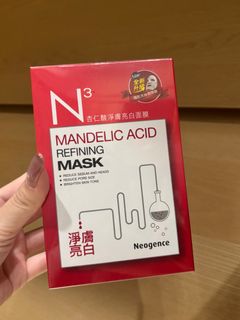 N3
杏仁酸淨膚亮白面膜
MANDELIC ACID
REFINING
MASK
REDUCE SEBUM AND HEADS
REDUCE PORE SIZE
BRIGHTEN SKIN TONE
淨膚
亮白
Neogence